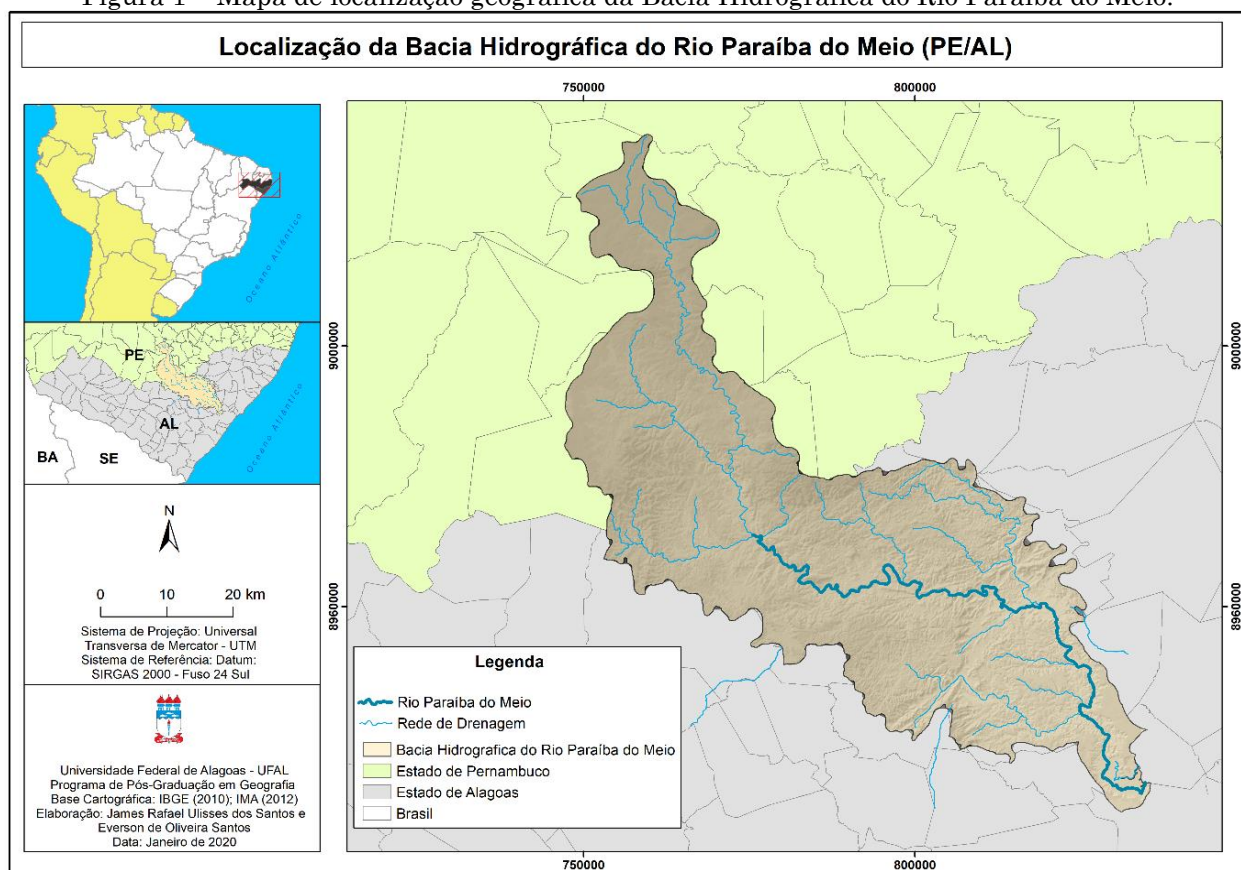 Figura 1 – Mapa de localização geográfica da Bacia Hidrográfica do Rio Paraíba do Meio.
Localização da Bacia Hidrográfica do Rio Paraíba do Meio (PE/AL)
750000
800000
Oceano Atlântico
9000000
9000000
PE
AL
BA
SE
Oceano Atlântico
N
0 10 20 km
Sistema de Projeção: Universal
Transversa de Mercator - UTM
Sistema de Referência: Datum:
SIRGAS 2000 - Fuso 24 Sul
8960000
8960000
Legenda
Rio Paraíba do Meio
Rede de Drenagem
Bacia Hidrografica do Rio Paraíba do Meio
Estado de Pernambuco
Estado de Alagoas
Brasil
Universidade Federal de Alagoas - UFAL
Programa de Pós-Graduação em Geografia
Base Cartográfica: IBGE (2010); IMA (2012)
Elaboração: James Rafael Ulisses dos Santos e
Everson de Oliveira Santos
Data: Janeiro de 2020
750000
800000